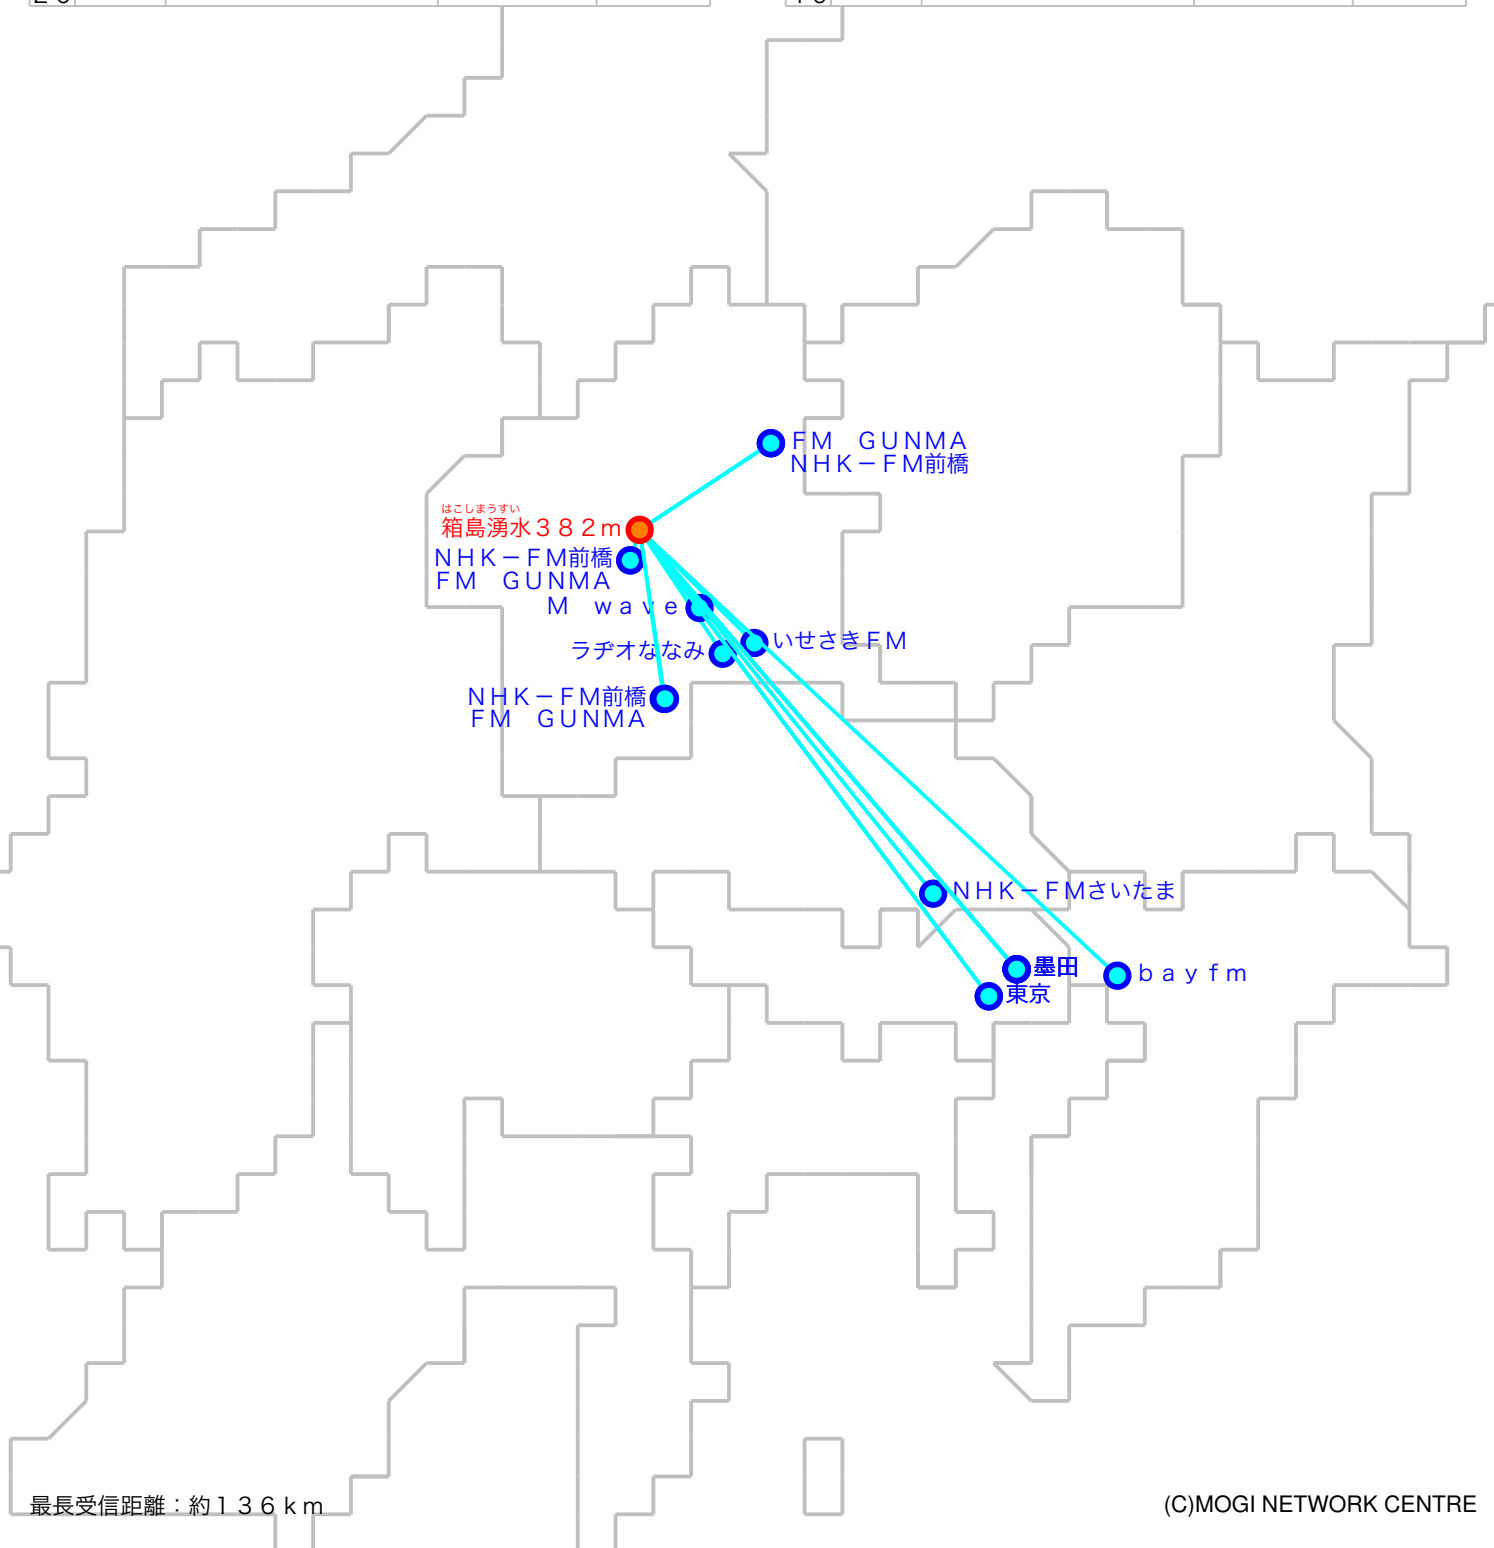 ＦＭ　ＧＵＮＭＡ
ＮＨＫ－ＦＭ前橋
はこしまうすい
箱島湧水３８２ｍ
ＮＨＫ－ＦＭ前橋
ＦＭ　ＧＵＮＭＡ
Ｍ　ｗａｖｅ
いせさきＦＭ
ラヂオななみ
ＮＨＫ－ＦＭ前橋
ＦＭ　ＧＵＮＭＡ
ＮＨＫ－ＦＭさいたま
墨田
ｂａｙｆｍ
東京
最長受信距離：約１３６ｋｍ
(C)MOGI NETWORK CENTRE